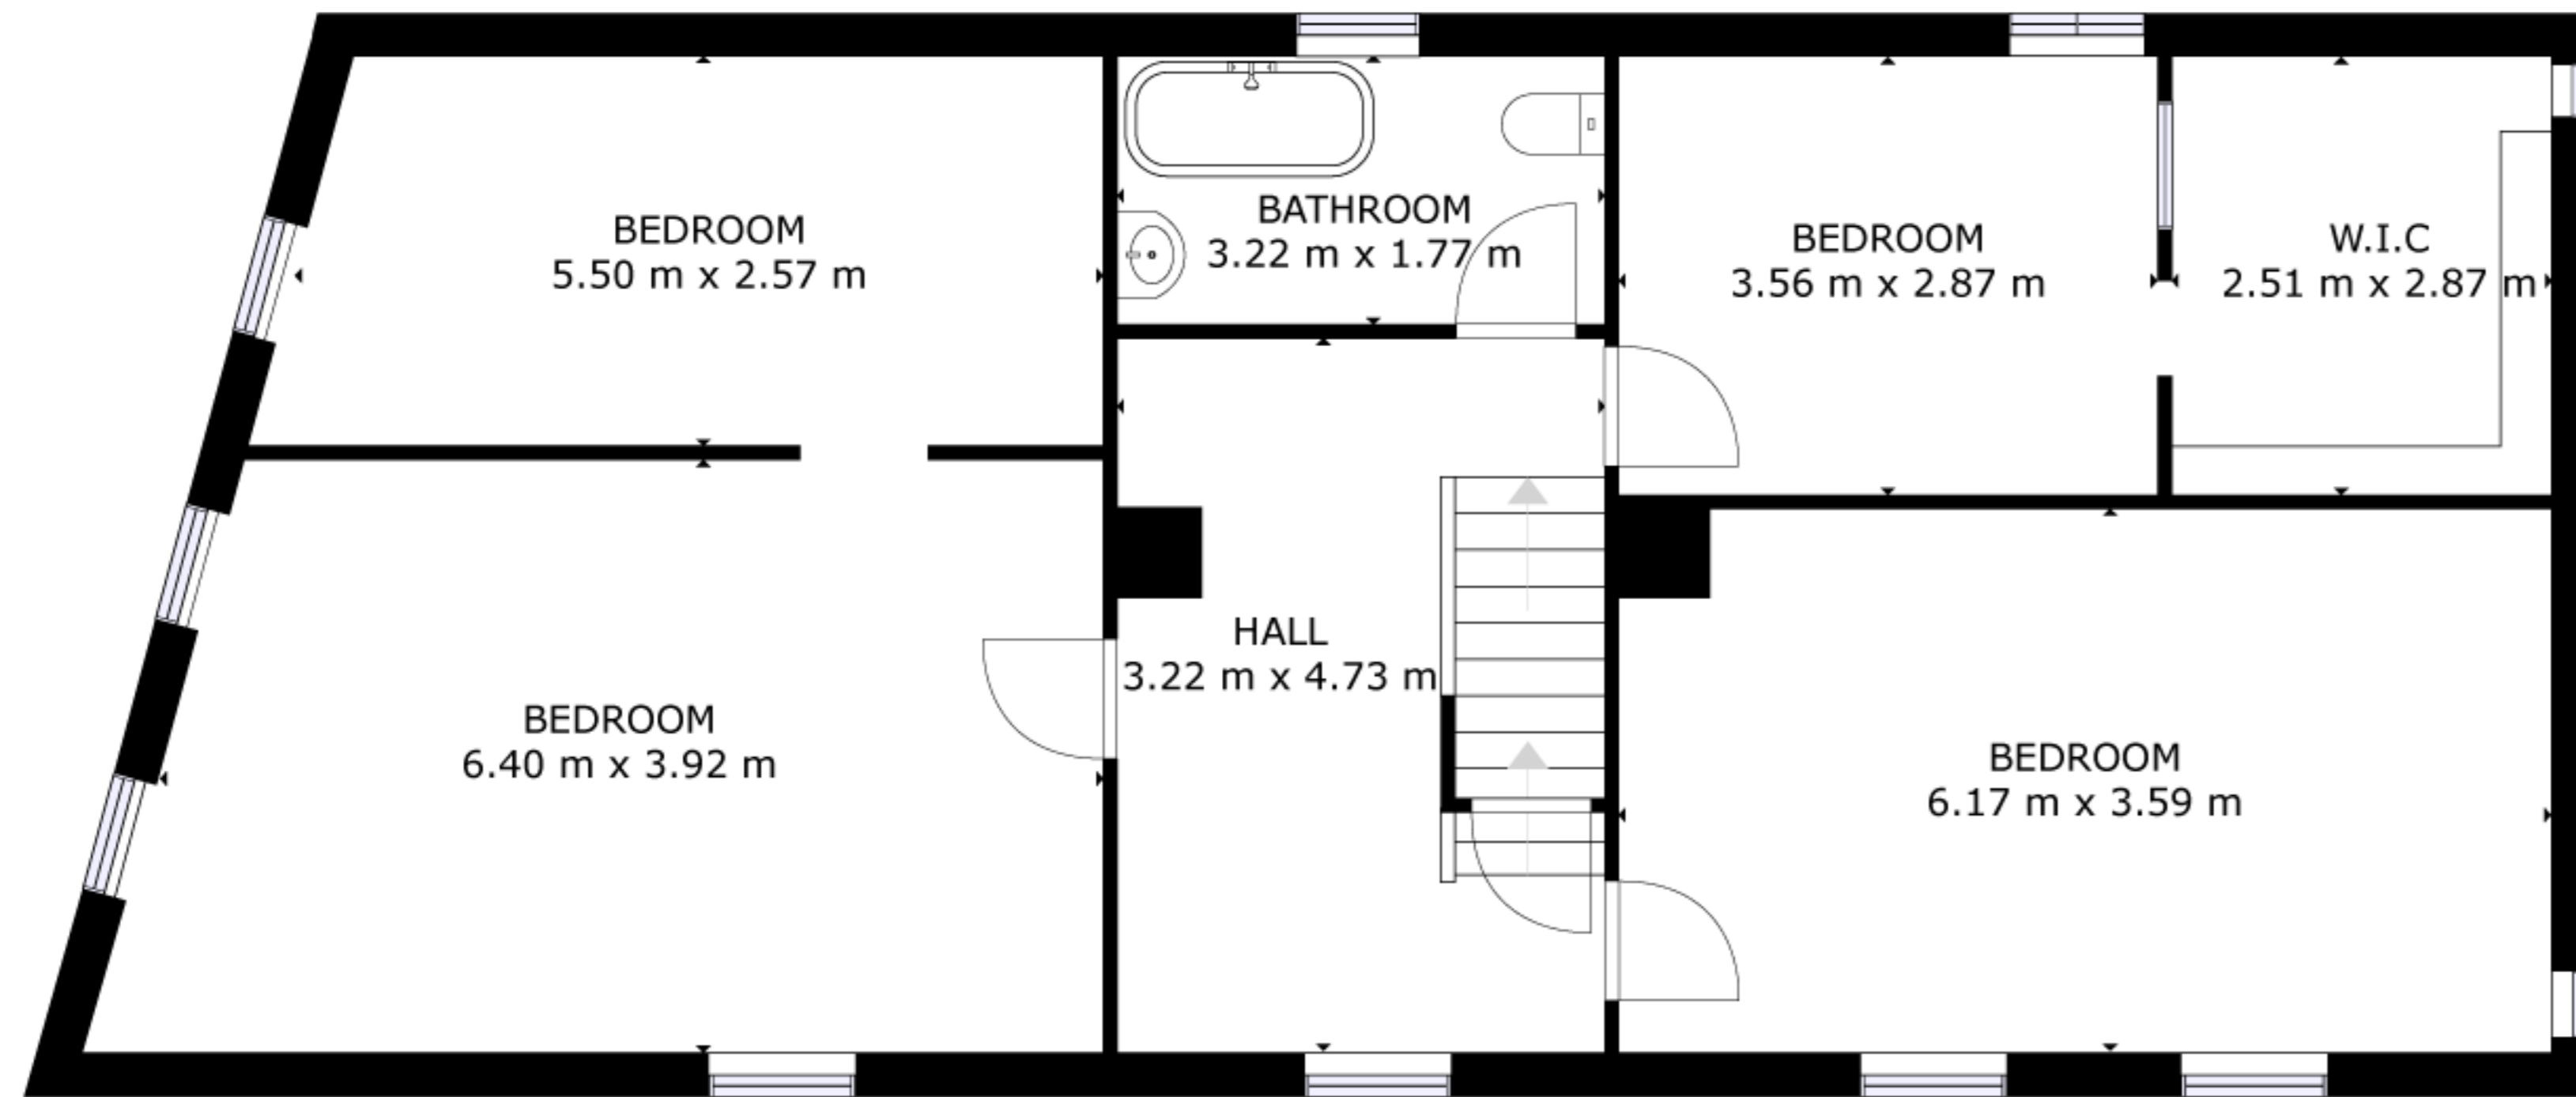 BEDROOM
5.50 m x 2.57 m
BATHROOM
3.22 m x 1.77 m
BEDROOM
3.56 m x 2.87 m
W.I.C
2.51 m x 2.87 m
HALL
3.22 m x 4.73 m
BEDROOM
6.40 m x 3.92 m
BEDROOM
6.17 m x 3.59 m